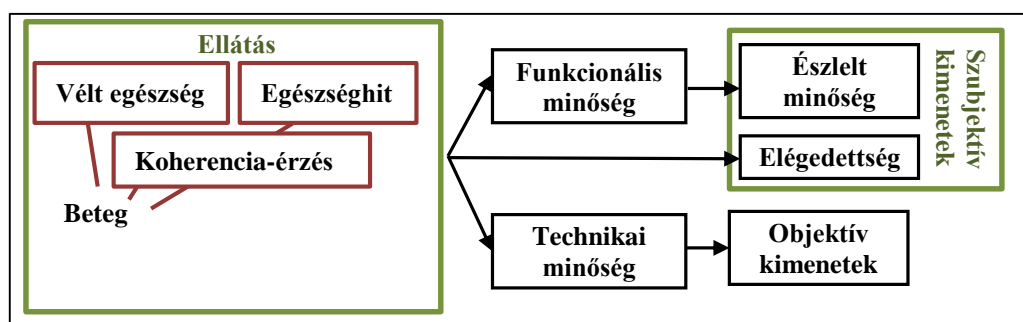 Ellátás
Vélt egészség
Egészséghit
Koherencia-érzés
Beteg
Funkcionális
minőség
Technikai
minőség
Észlelt
minőség
Elégedettség
Szubjektív
kimenetek
Objektív
kimenetek